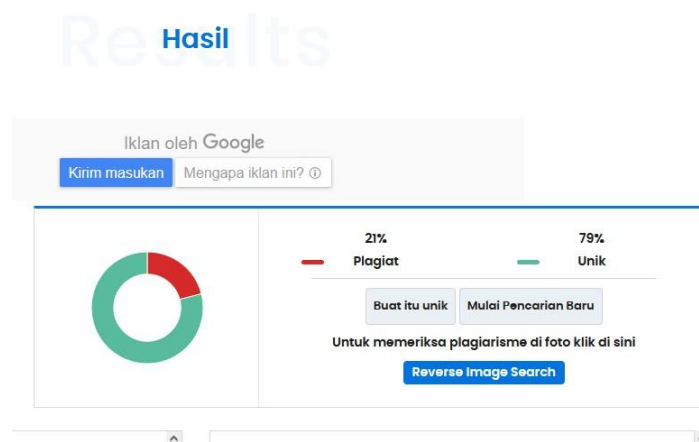 Results
Hasil
Iklan oleh Google
Kirim masukan Mengapa iklan ini?
21% 79%
Plagiat Unik
Buat itu unik Mulai Pencarian Baru
Untuk memeriksa plagiarisme di foto klik di sini
Reverse Image Search